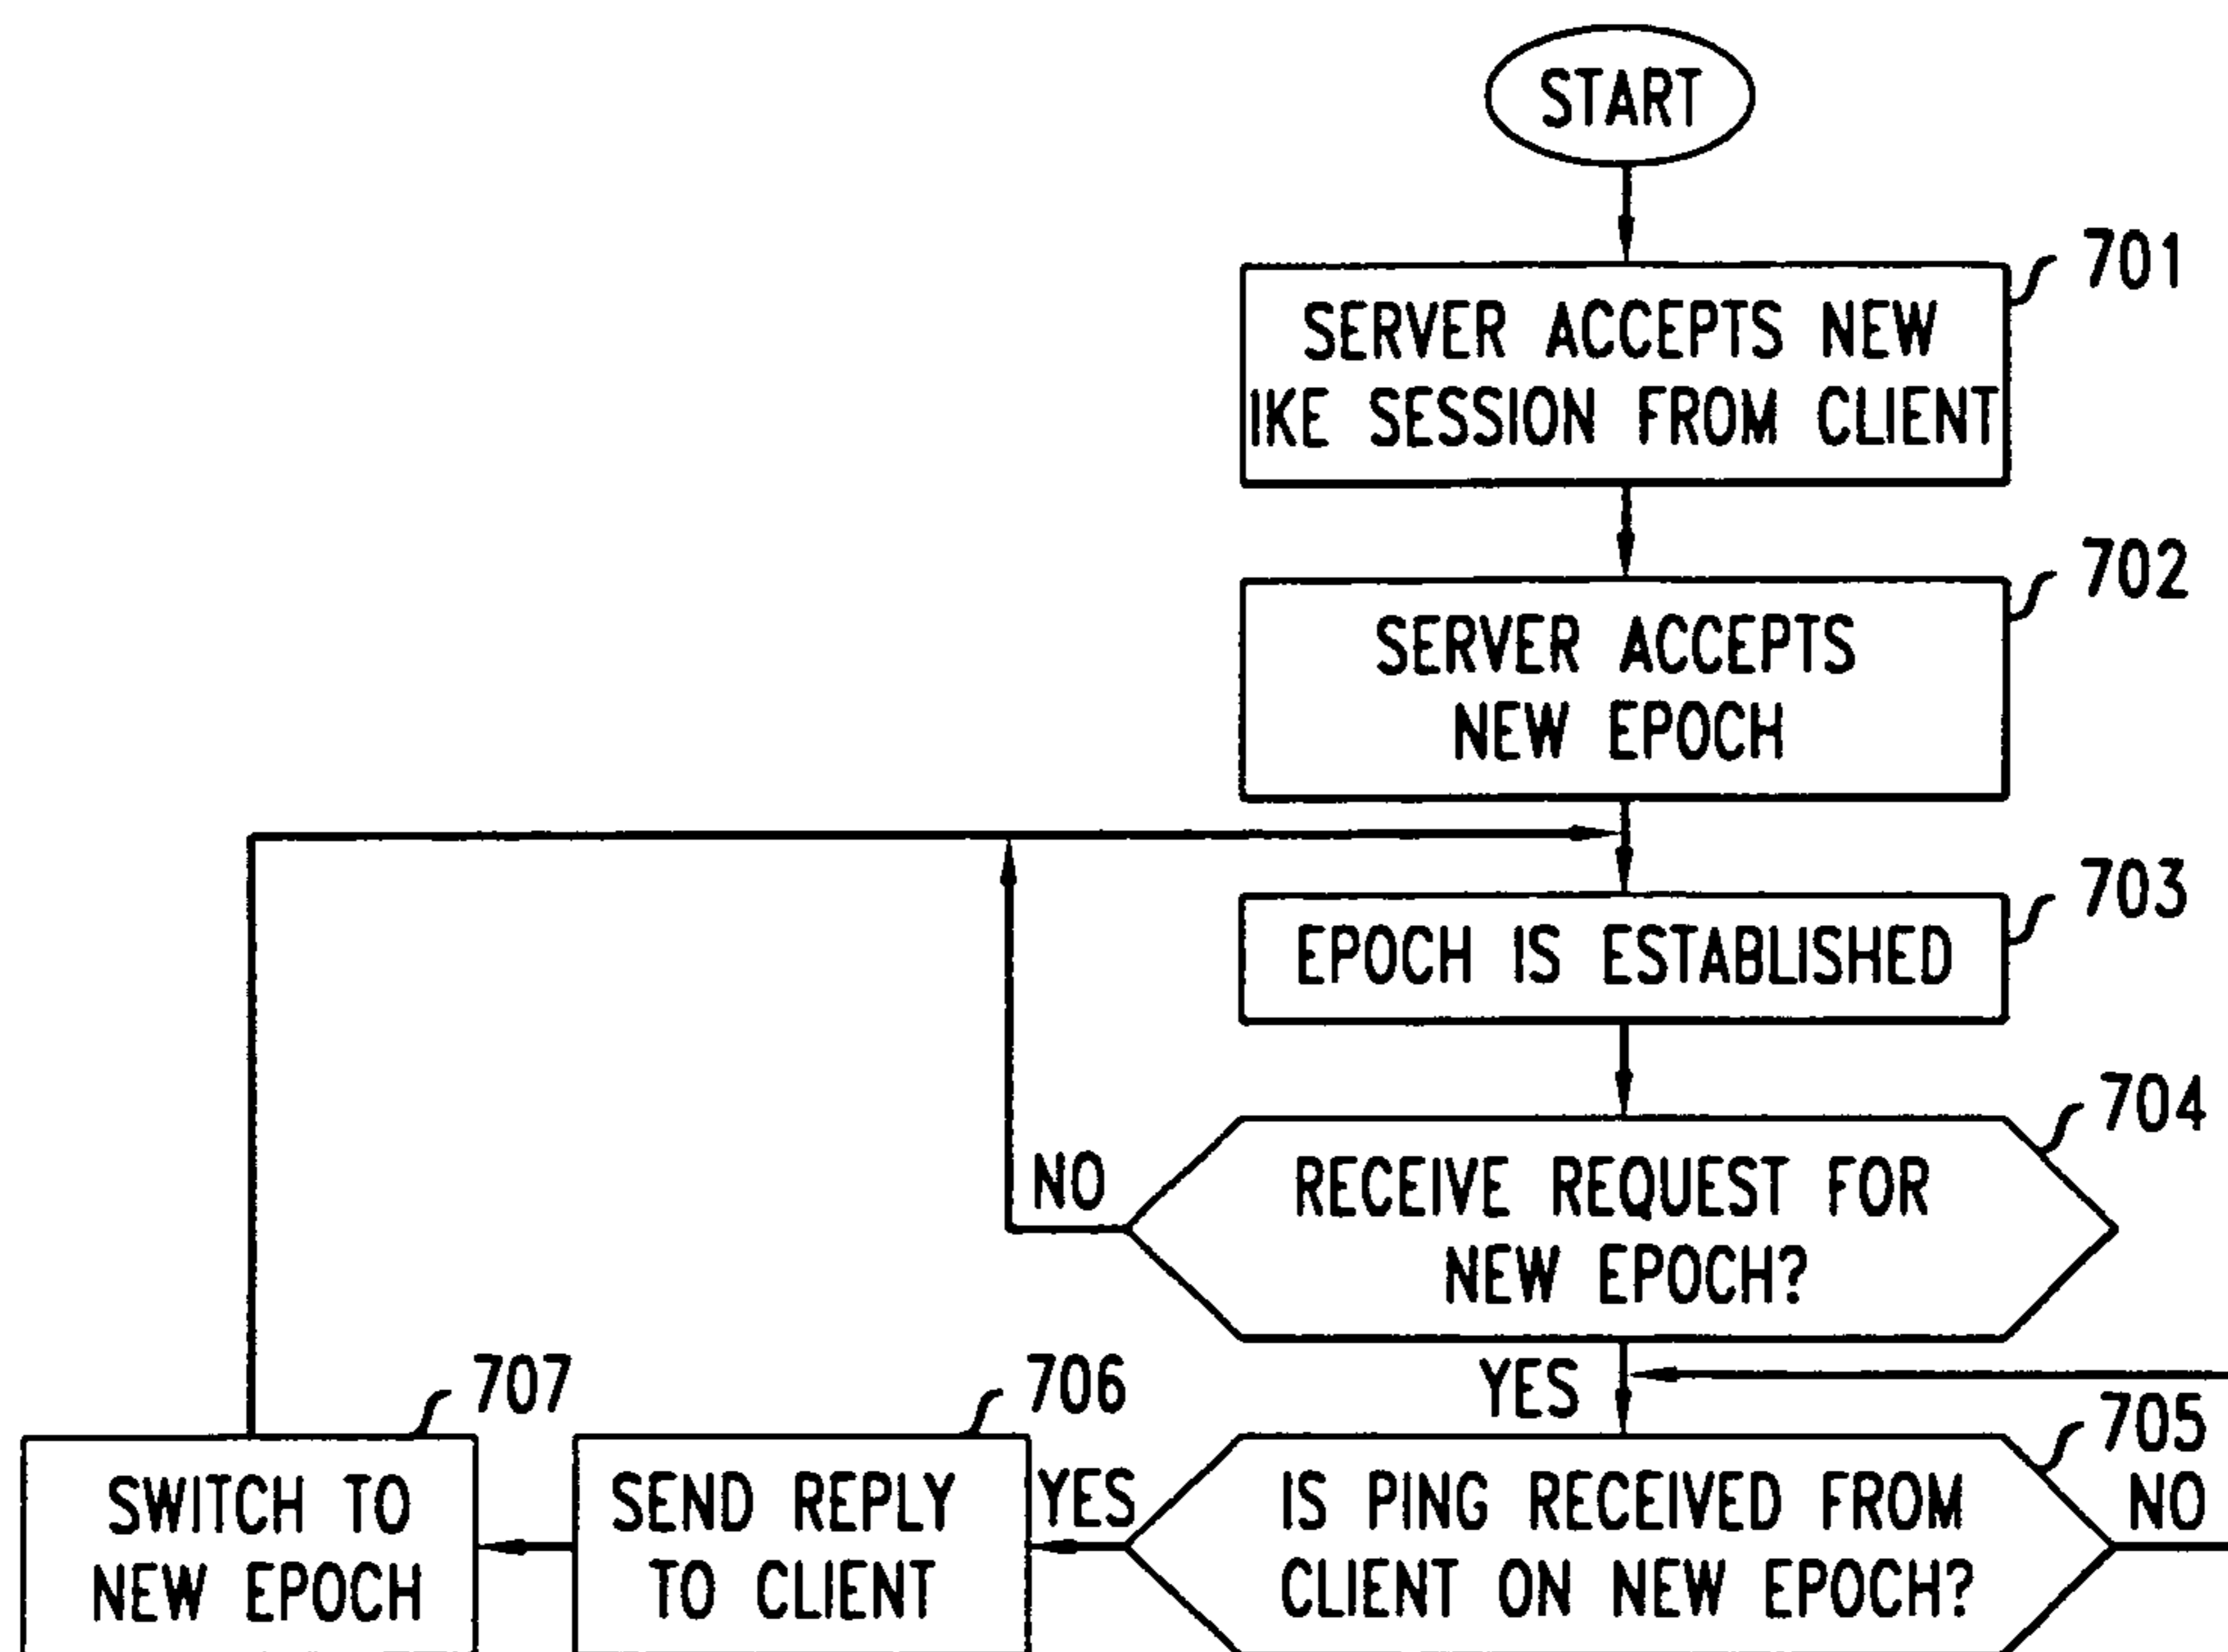 START
701
SERVER ACCEPTS NEW
IKE SESSION FROM CLIENT
702
SERVER ACCEPTS
NEW EPOCH
703
EPOCH IS ESTABLISHED
704
RECEIVE REQUEST FOR
NEW EPOCH?
NO
YES
705
IS PING RECEIVED FROM
CLIENT ON NEW EPOCH?
NO
YES
706
SEND REPLY
TO CLIENT
707
SWITCH TO
NEW EPOCH